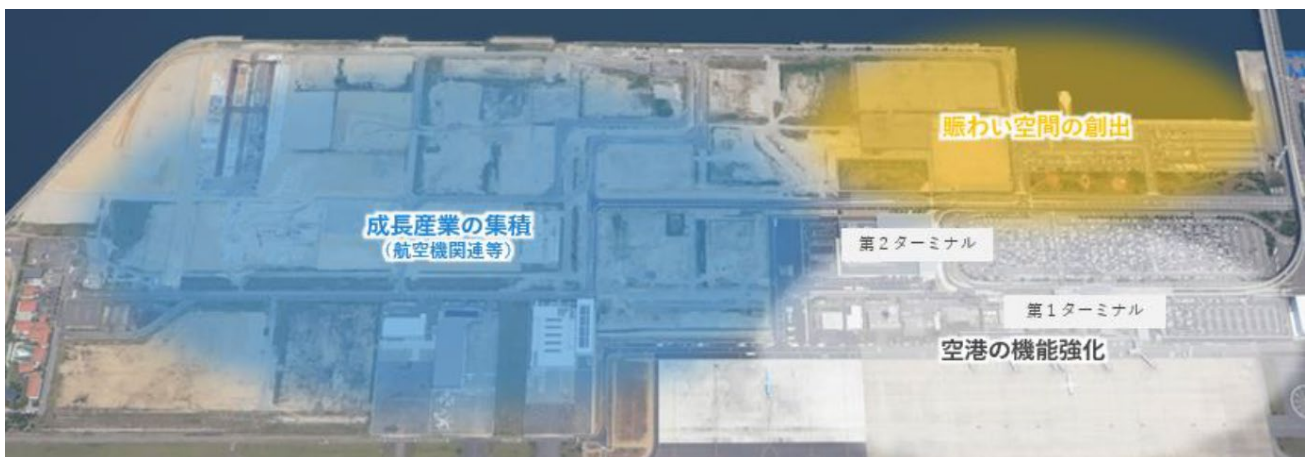 賑わい空間の創出
成長産業の集積
（航空機関連等）
第２ターミナル
第１ターミナル
空港の機能強化